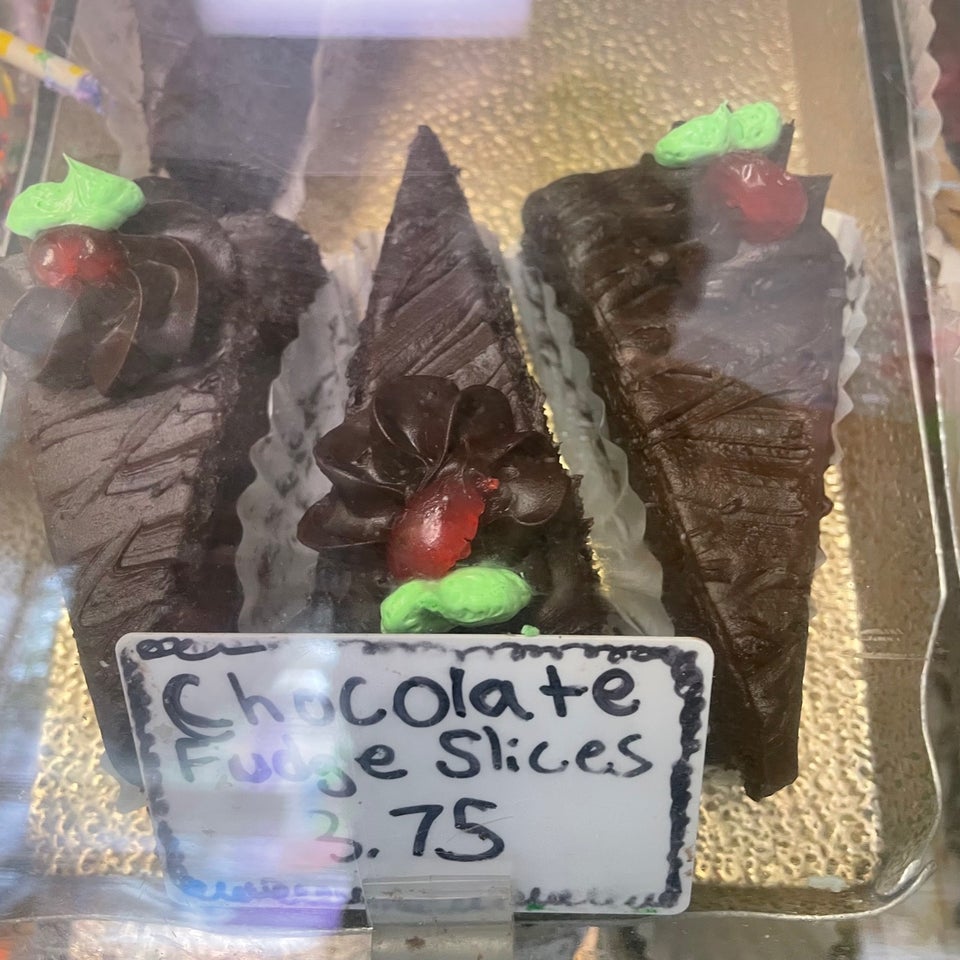 Chocolate
Fudge Slices
3.75